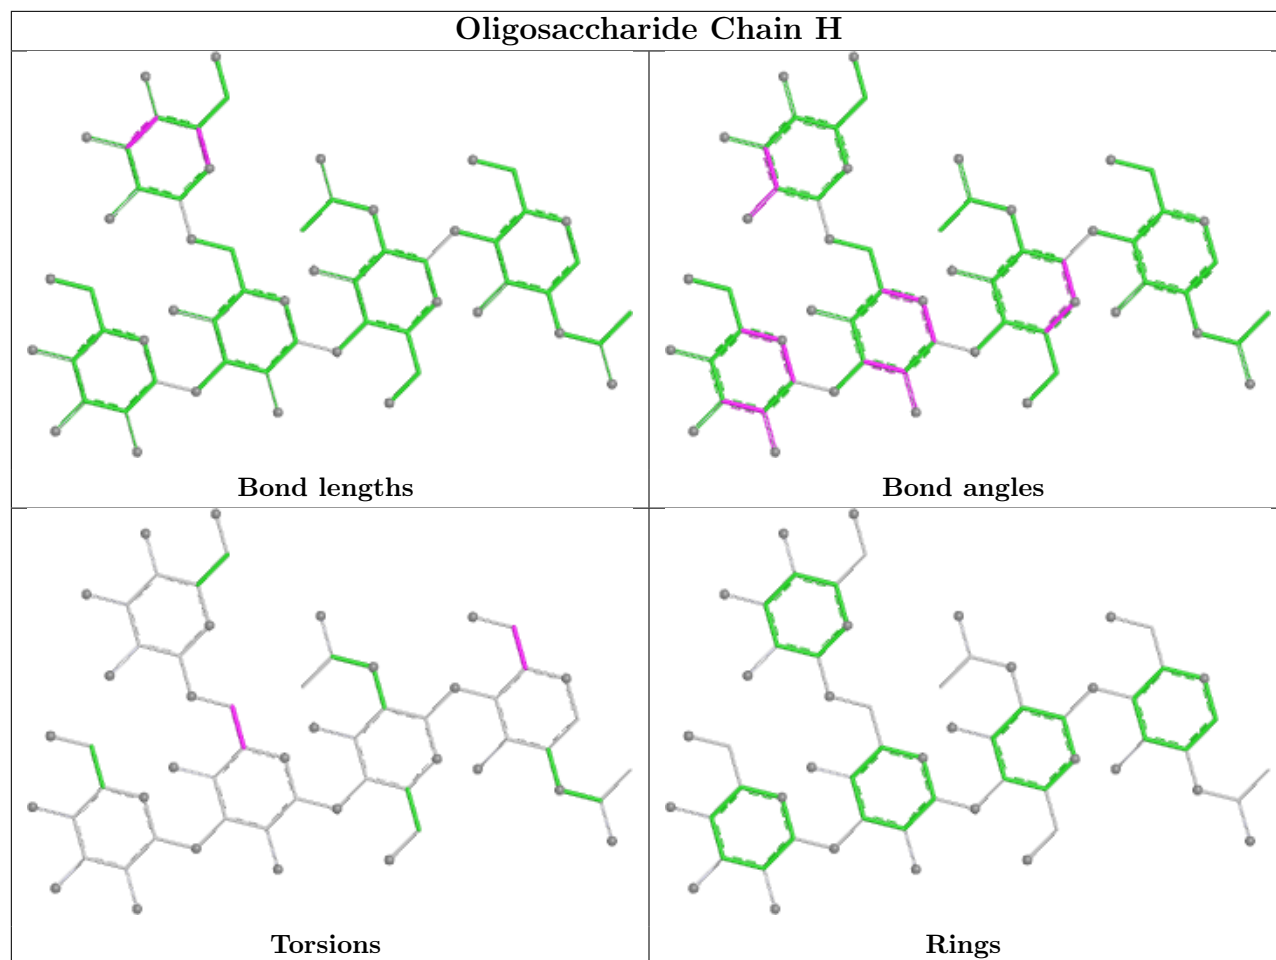 Oligosaccharide Chain H
Bond lengths
Bond angles
Torsions
Rings